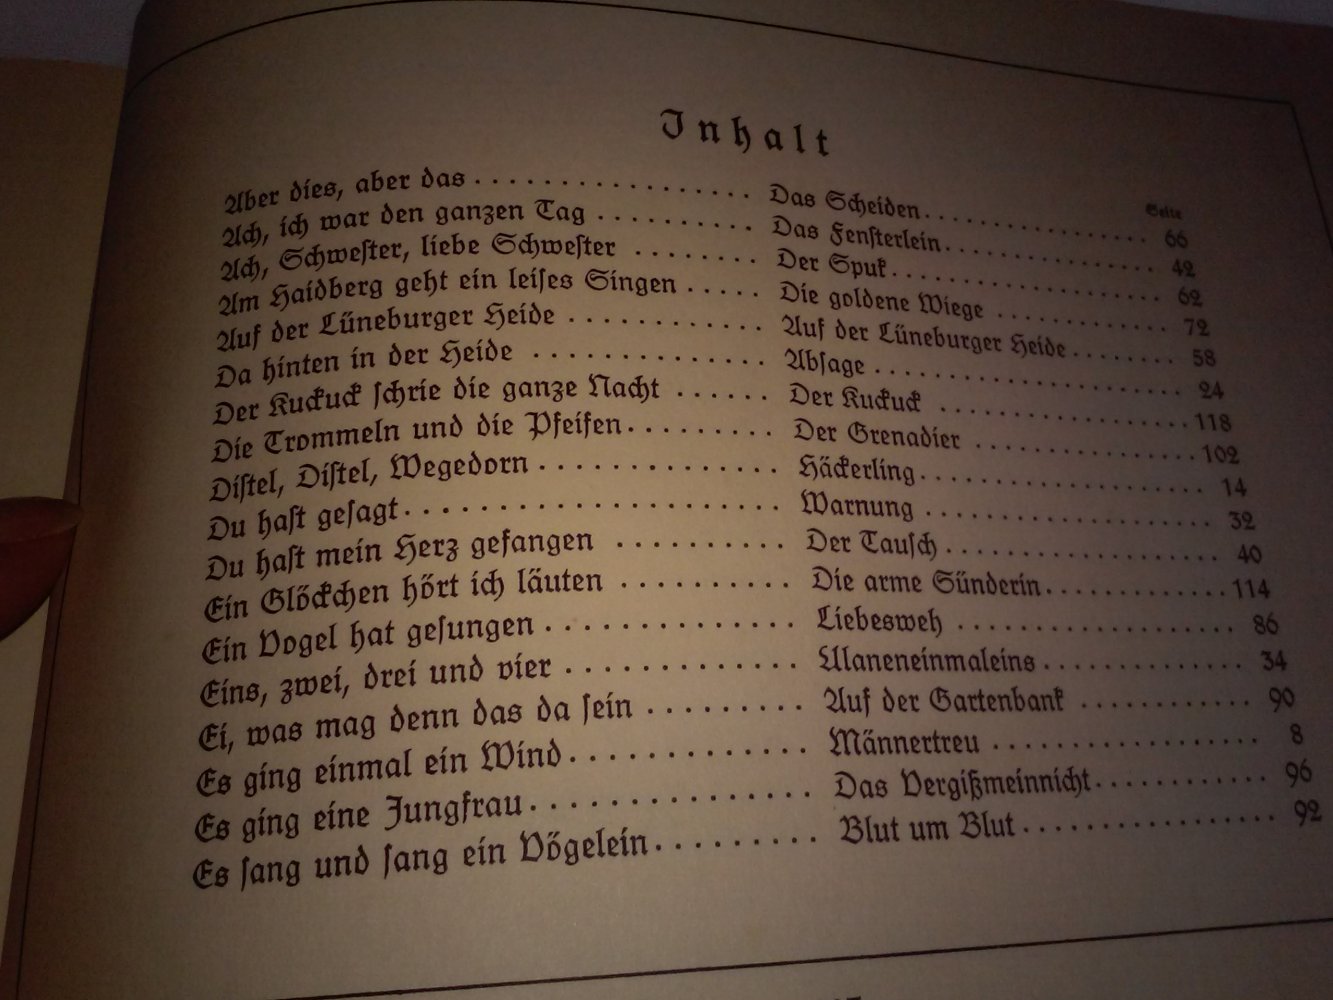 Inhalt
Seite
Aber dies, aber das . . . . . . . . . . . . . . . . . . . Das Scheiden . . . . . . . . . . . . . . . 66
Ach, ich war den ganzen Tag . . . . . . . . . . . Das Fensterlein . . . . . . . . . . . . . . 42
Ach, Schwester, liebe Schwester . . . . . . . . Der Spuk . . . . . . . . . . . . . . . . . . 62
Am Haidberg geht ein leises Singen . . . . . Die goldene Wiege . . . . . . . . . . . . 72
Auf der Lüneburger Heide . . . . . . . . . . . . . Auf der Lüneburger Heide . . . . . . . 58
Da hinten in der Heide . . . . . . . . . . . . . . . Absage . . . . . . . . . . . . . . . . . . . . 24
Der Kuckuck schrie die ganze Nacht . . . . . . Der Kuckuck . . . . . . . . . . . . . . . . 118
Die Trommeln und die Pfeifen . . . . . . . . . . Der Grenadier . . . . . . . . . . . . . . . 102
Distel, Distel, Wegedorn . . . . . . . . . . . . . . Häckerling . . . . . . . . . . . . . . . . . . 14
Du hast gesagt . . . . . . . . . . . . . . . . . . . . . Warnung . . . . . . . . . . . . . . . . . . . 32
Du hast mein Herz gefangen . . . . . . . . . . . Der Tausch . . . . . . . . . . . . . . . . . . 40
Ein Glöckchen hört ich läuten . . . . . . . . . . Die arme Sünderin . . . . . . . . . . . . 114
Ein Vogel hat gesungen . . . . . . . . . . . . . . . Liebesweh . . . . . . . . . . . . . . . . . . 86
Eins, zwei, drei und vier . . . . . . . . . . . . . . Ulaneneinmaleins . . . . . . . . . . . . . 34
Ei, was mag denn das da sein . . . . . . . . . . Auf der Gartenbank . . . . . . . . . . . 90
Es ging einmal ein Wind . . . . . . . . . . . . . . Männertreu . . . . . . . . . . . . . . . . . 8
Es ging eine Jungfrau . . . . . . . . . . . . . . . . Das Vergißmeinnicht . . . . . . . . . . . 96
Es sang und sang ein Vögelein . . . . . . . . . . Blut um Blut . . . . . . . . . . . . . . . . . 92